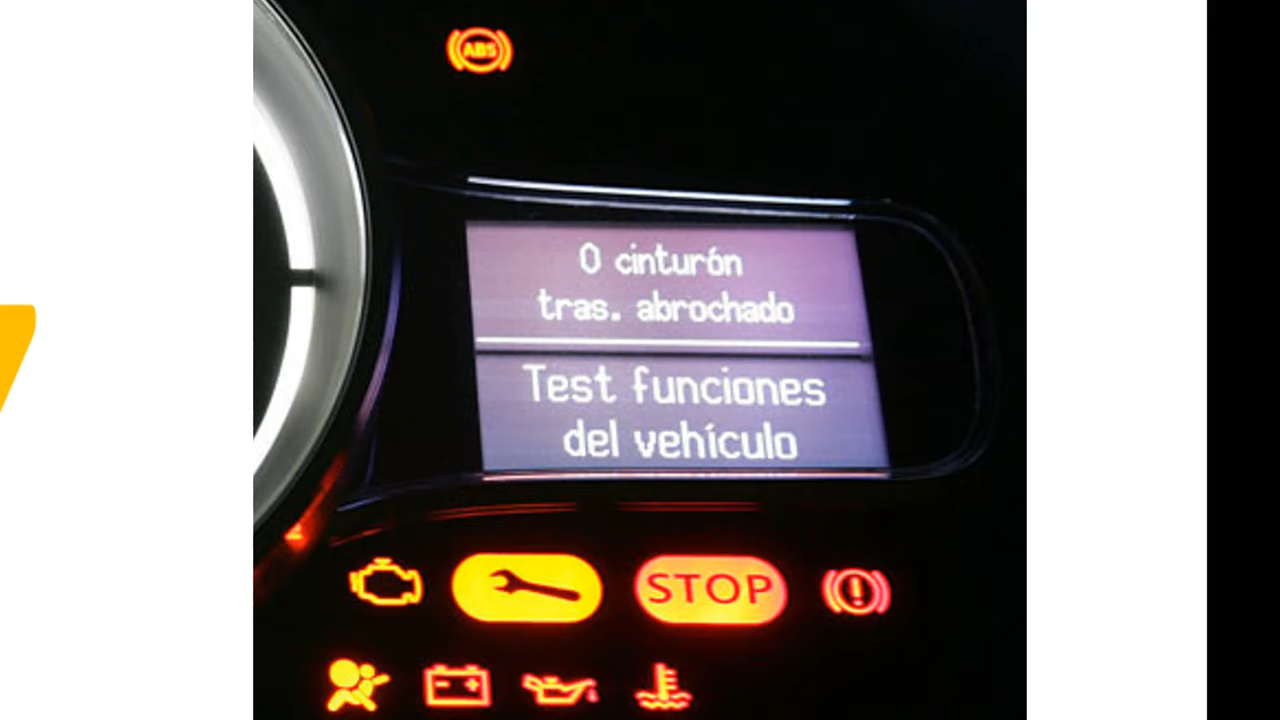 ABS
0 cinturón
tras. abrochado
Test funciones
del vehículo
STOP